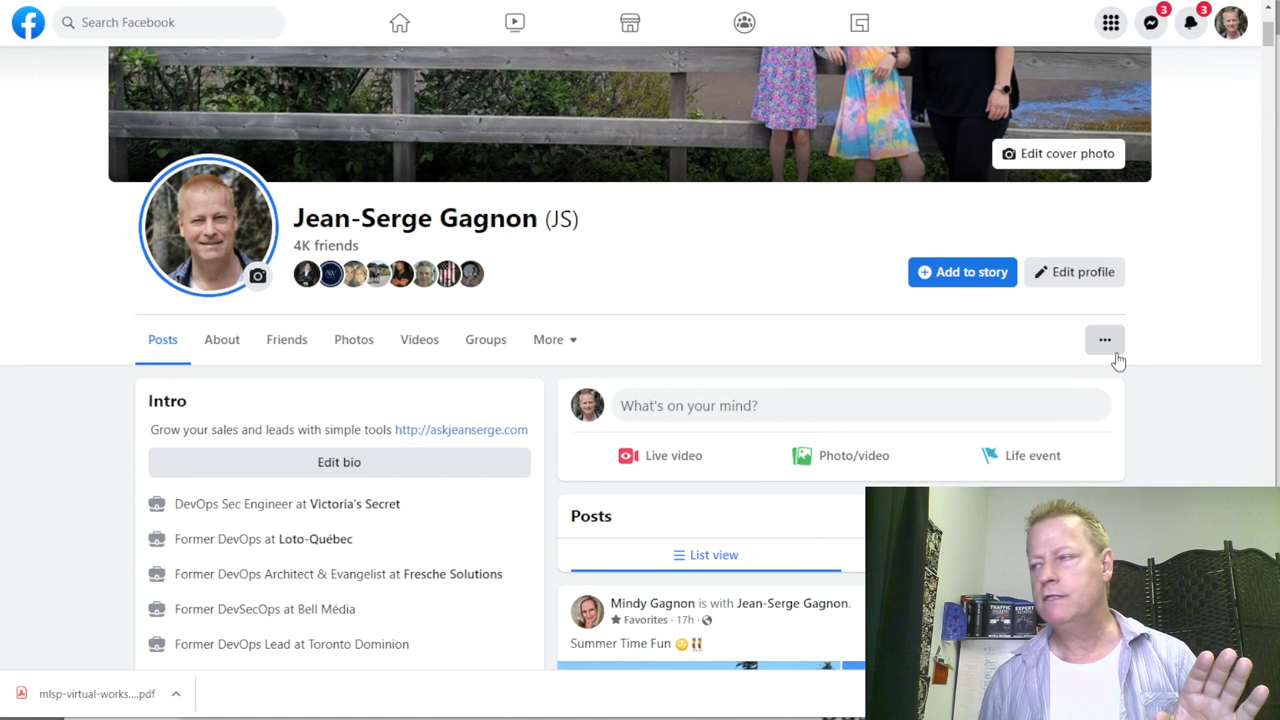 Search Facebook
3
3
Edit cover photo
Jean-Serge Gagnon (JS)
4K friends
Add to story
Edit profile
Posts
About
Friends
Photos
Videos
Groups
More
Intro
Grow your sales and leads with simple tools http://askjeanserge.com
Edit bio
DevOps Sec Engineer at Victoria's Secret
Former DevOps at Loto-Québec
Former DevOps Architect & Evangelist at Fresche Solutions
Former DevSecOps at Bell Média
Former DevOps Lead at Toronto Dominion
What's on your mind?
Live video
Photo/video
Life event
Posts
List view
Mindy Gagnon is with Jean-Serge Gagnon.
Favorites · 17h ·
Summer Time Fun
TRAFFIC
EXPERT
mlsp-virtual-works....pdf